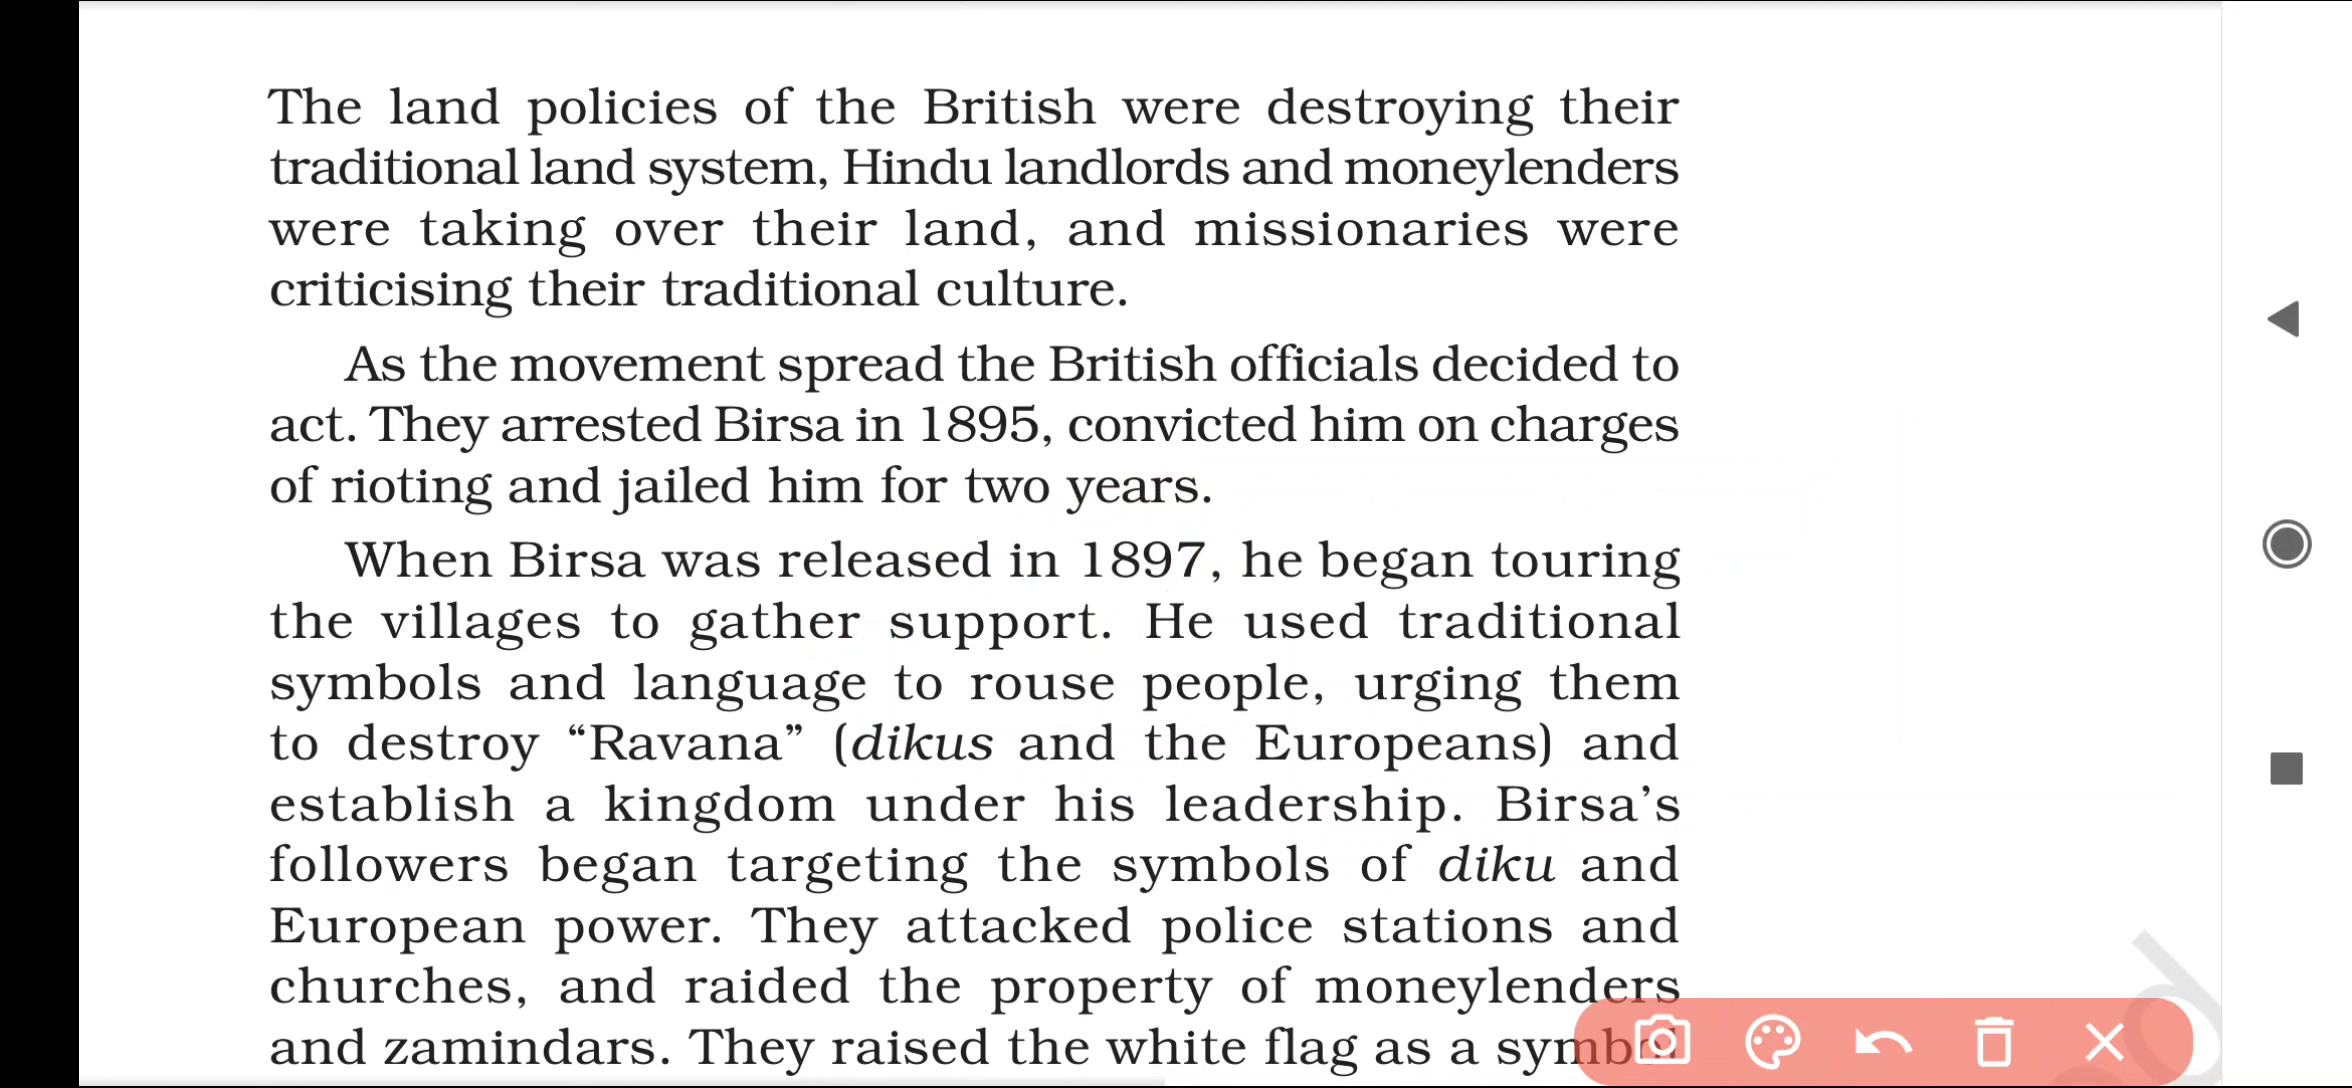 The land policies of the British were destroying their
traditional land system, Hindu landlords and moneylenders
were taking over their land, and missionaries were
criticising their traditional culture.
As the movement spread the British officials decided to
act. They arrested Birsa in 1895, convicted him on charges
of rioting and jailed him for two years.
When Birsa was released in 1897, he began touring
the villages to gather support. He used traditional
symbols and language to rouse people, urging them
to destroy “Ravana” (dikus and the Europeans) and
establish a kingdom under his leadership. Birsa’s
followers began targeting the symbols of diku and
European power. They attacked police stations and
churches, and raided the property of moneylenders
and zamindars. They raised the white flag as a symbol